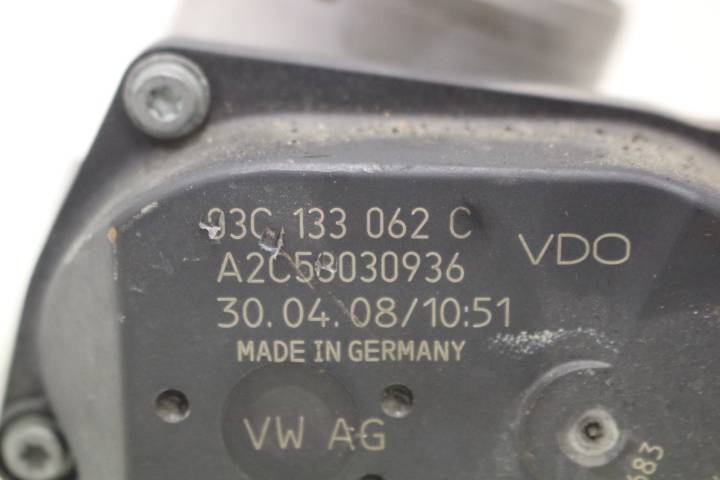 03C 133 062 C
VDO
A2C53030936
30.04.08/10:51
MADE IN GERMANY
VW AG